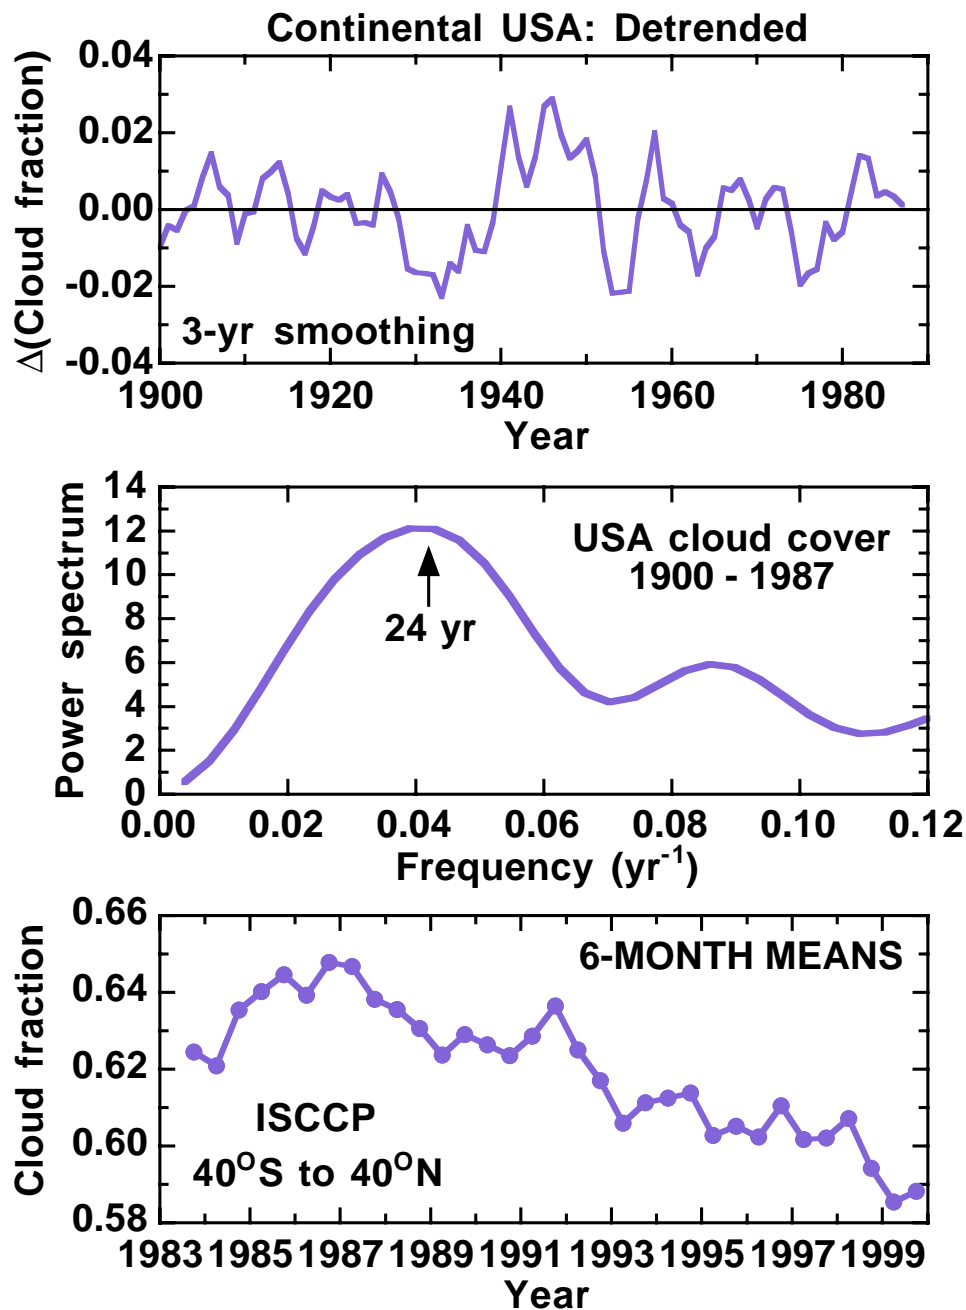 Continental USA: Detrended
0.04
0.02
0.00
-0.02
-0.04
Δ(Cloud fraction)
3-yr smoothing
1900 1920 1940 1960 1980
Year
14
12
10
8
6
4
2
0
Power spectrum
USA cloud cover
1900 - 1987
24 yr
0.00 0.02 0.04 0.06 0.08 0.10 0.12
Frequency (yr-1)
0.66
0.64
0.62
0.60
0.58
Cloud fraction
6-MONTH MEANS
ISCCP
40OS to 40ON
1983 1985 1987 1989 1991 1993 1995 1997 1999
Year